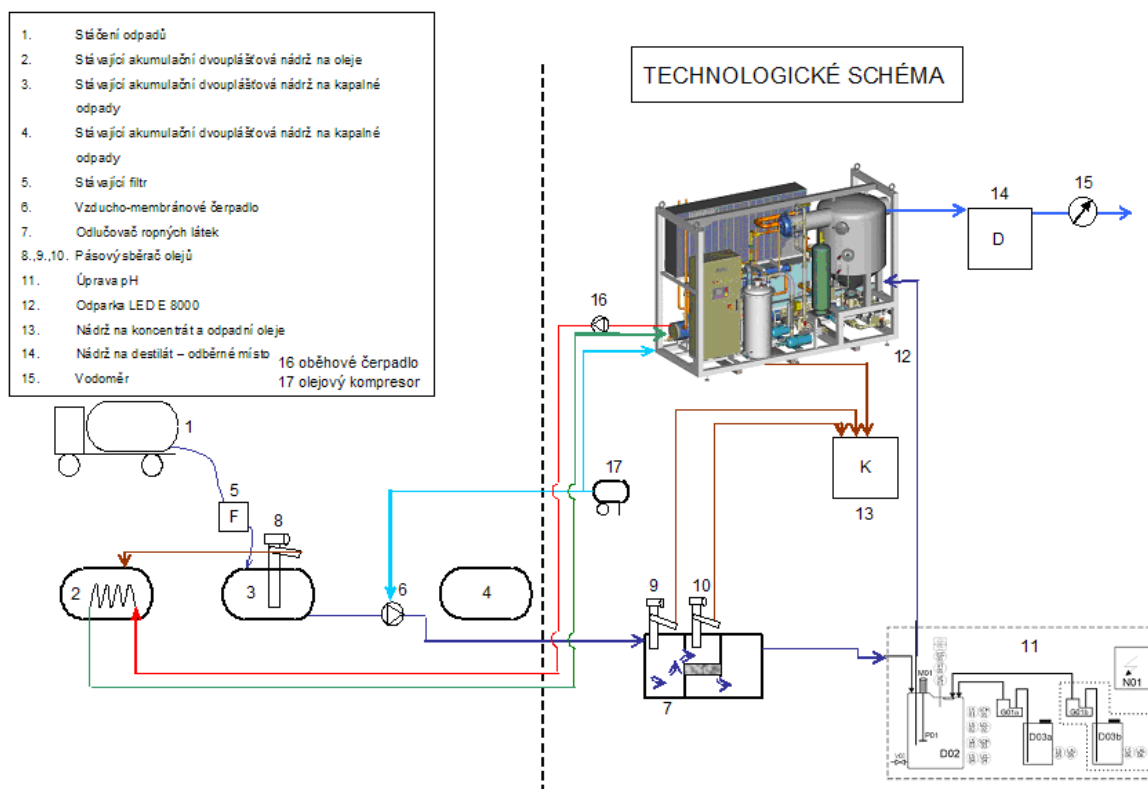 1. Stáčení odpadů
2. Stávající akumulační dvouplášťová nádrž na oleje
3. Stávající akumulační dvouplášťová nádrž na kapalné
odpady
4. Stávající akumulační dvouplášťová nádrž na kapalné
odpady
5. Stávající filtr
6. Vzducho-membránové čerpadlo
7. Odlučovač ropných látek
8.,9.,10. Pásový sběrač olejů
11. Úprava pH
12. Odparka LED E 8000
13. Nádrž na koncentrát a odpadní oleje
14. Nádrž na destilát – odběrné místo
15. Vodoměr
16 oběhové čerpadlo
17 olejový kompresor
TECHNOLOGICKÉ SCHÉMA
14
15
D
16
12
1
K
17
13
5
F
8
2
3
6
4
9
10
7
11
M01
N01
G01a
G01b
P01
D02
D03a
D03b